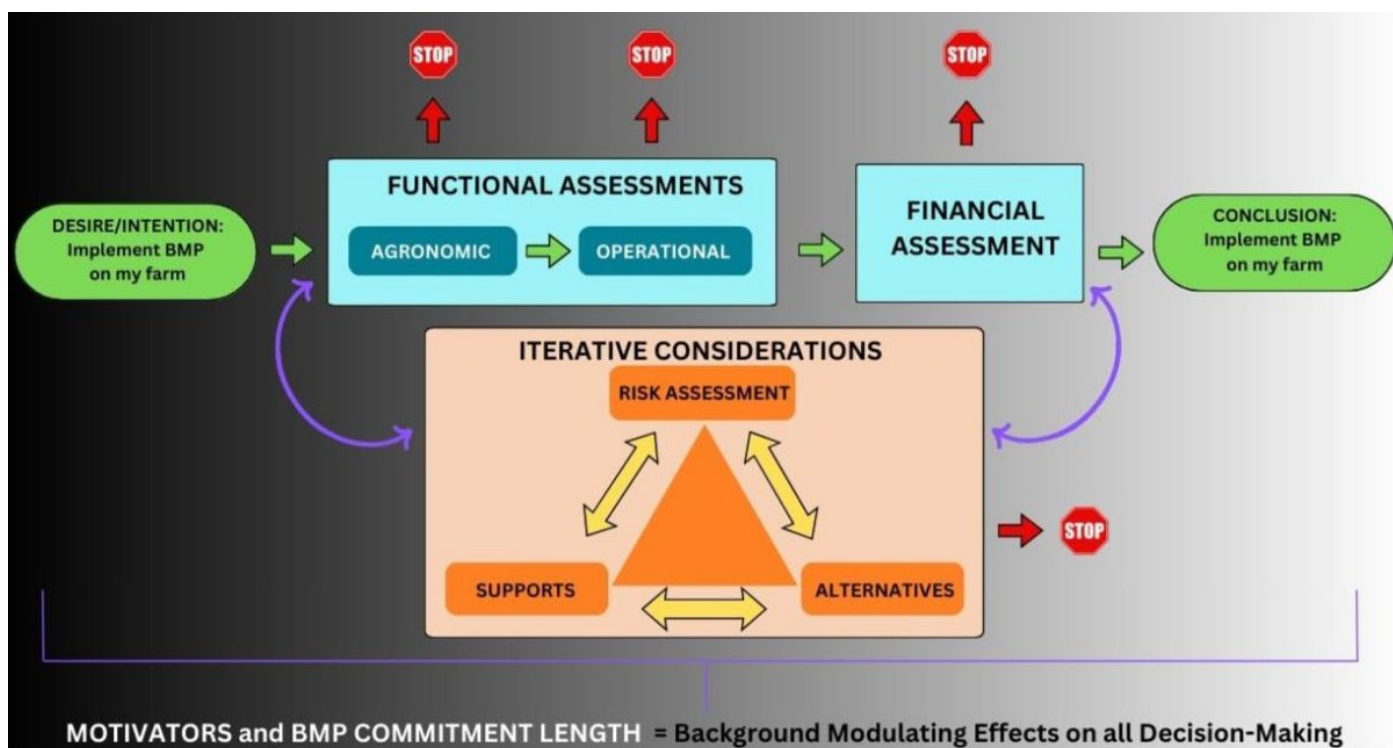 STOP
STOP
STOP
FUNCTIONAL ASSESSMENTS
AGRONOMIC
OPERATIONAL
FINANCIAL
ASSESSMENT
DESIRE/INTENTION:
Implement BMP
on my farm
CONCLUSION:
Implement BMP
on my farm
ITERATIVE CONSIDERATIONS
RISK ASSESSMENT
SUPPORTS
ALTERNATIVES
STOP
MOTIVATORS and BMP COMMITMENT LENGTH = Background Modulating Effects on all Decision-Making